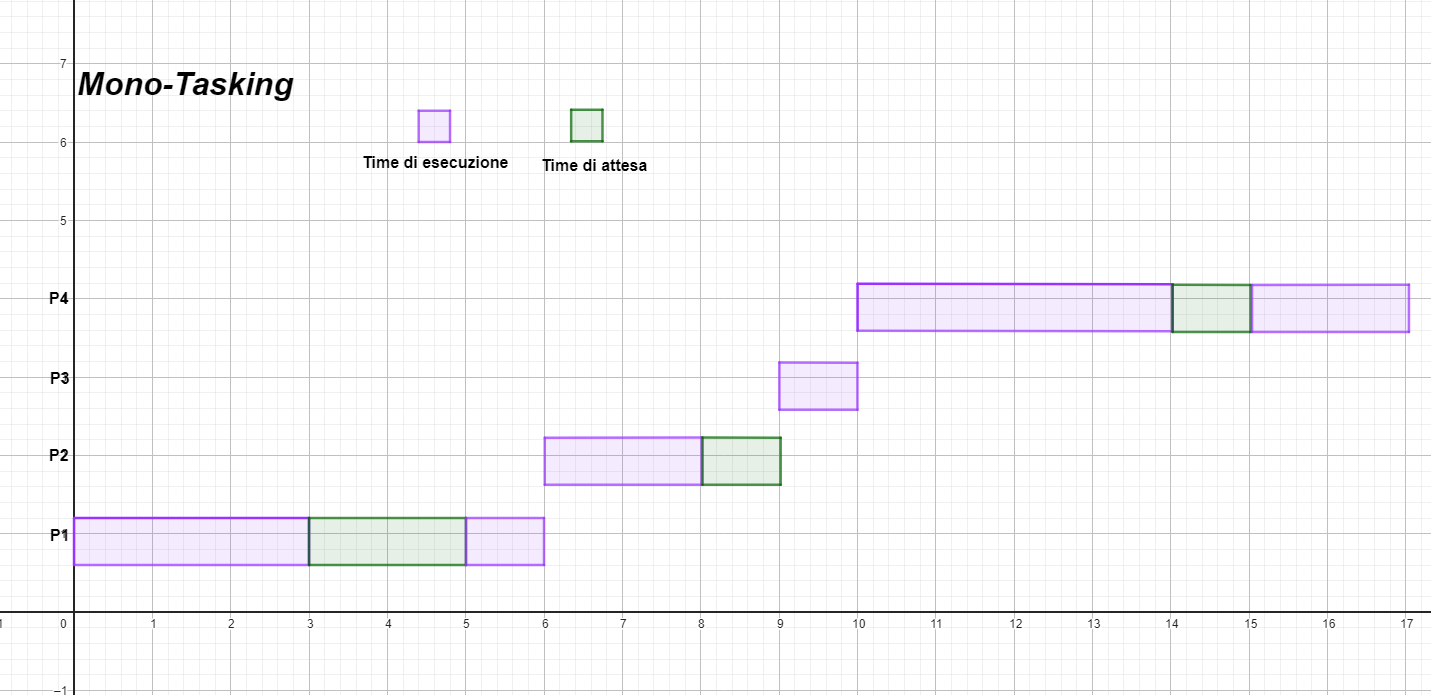 7
Mono-Tasking
6
Time di esecuzione Time di attesa
5
P4
P3
P2
P1
1 0 1 2 3 4 5 6 7 8 9 10 11 12 13 14 15 16 17
−1